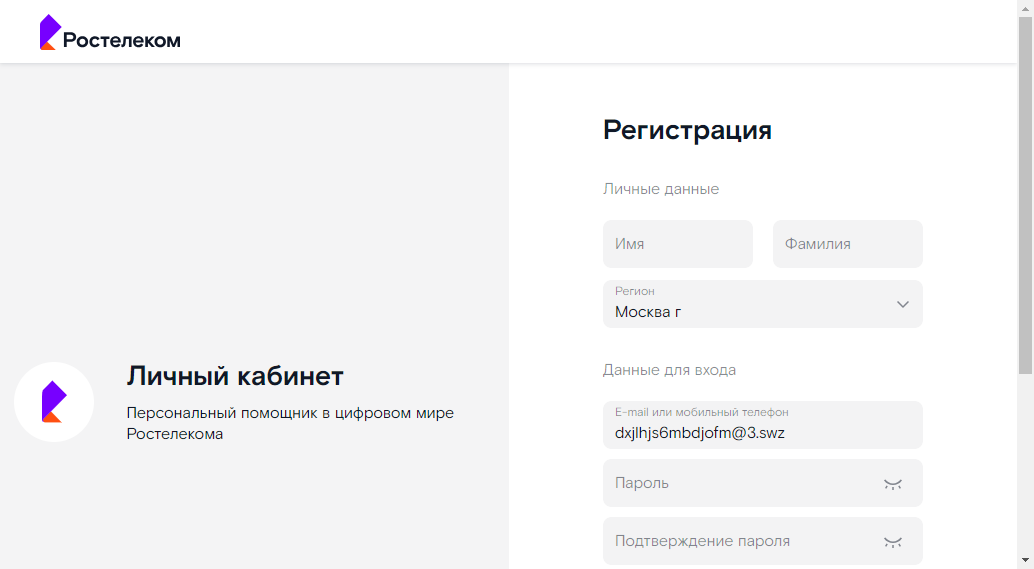 Ростелеком
Личный кабинет
Персональный помощник в цифровом мире
Ростелекома
Регистрация
Личные данные
Имя
Фамилия
Регион
Москва г
Данные для входа
E-mail или мобильный телефон
dxjlhjs6mbdjofm@3.swz
Пароль
Подтверждение пароля